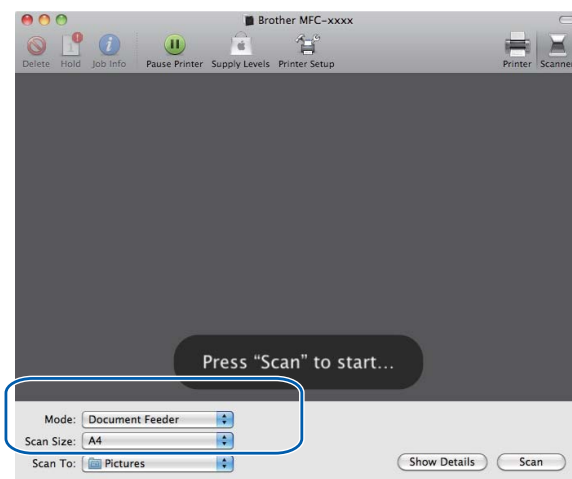 Brother MFC-xxxx
Delete Hold Job Info Pause Printer Supply Levels Printer Setup Printer Scanner
Press “Scan” to start...
Mode: Document Feeder
Scan Size: A4
Scan To: Pictures Show Details Scan